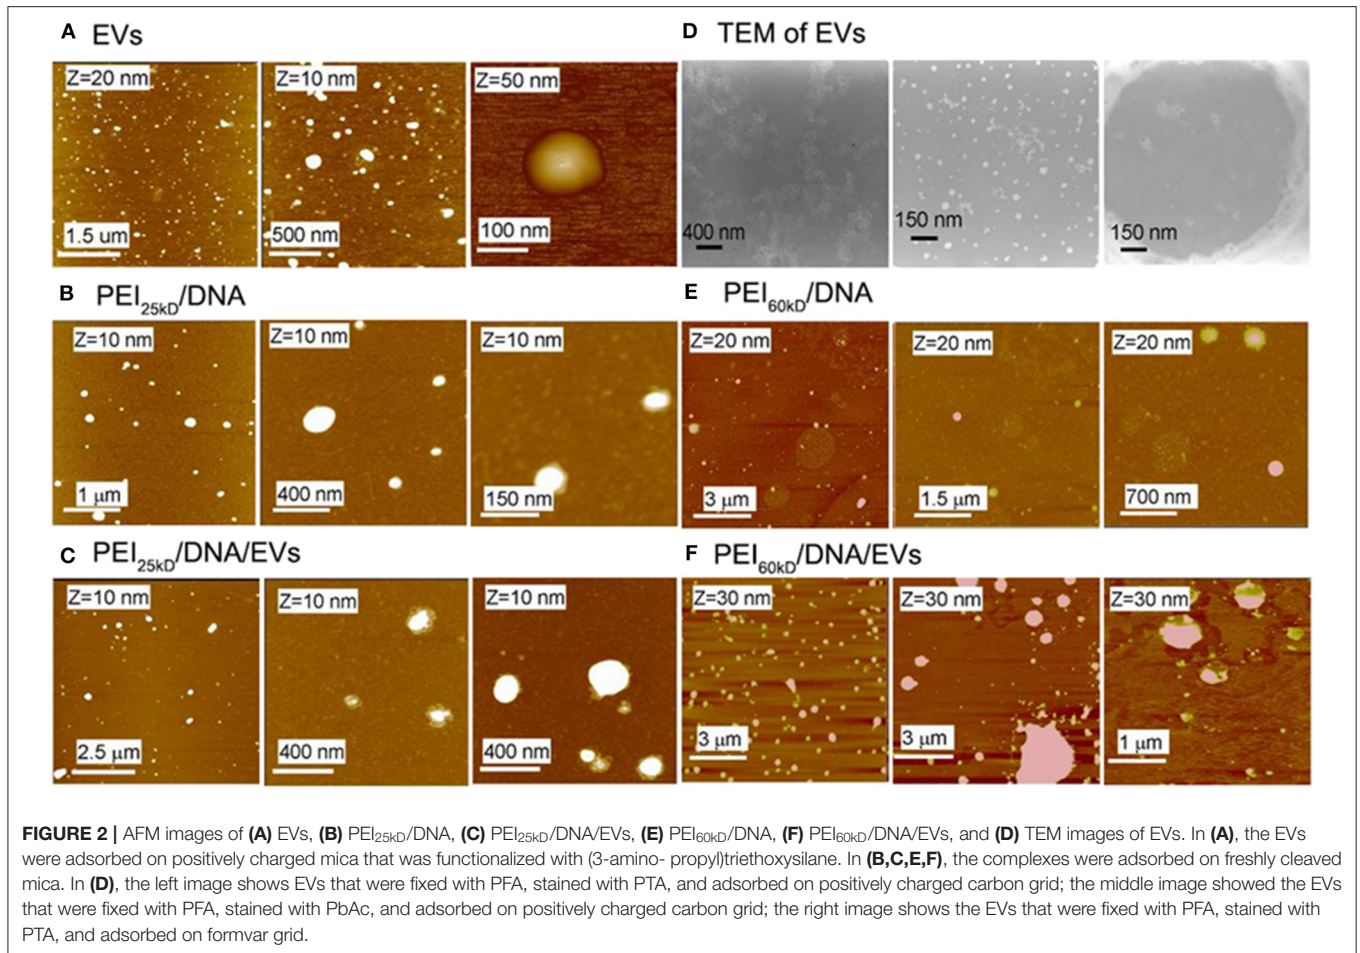 A EVs
Z=20 nm
1.5 um
Z=10 nm
500 nm
Z=50 nm
100 nm
D TEM of EVs
400 nm
150 nm
150 nm
B PEI25kD/DNA
Z=10 nm
1 μm
Z=10 nm
400 nm
Z=10 nm
150 nm
E PEI60kD/DNA
Z=20 nm
3 μm
Z=20 nm
1.5 μm
Z=20 nm
700 nm
C PEI25kD/DNA/EVs
Z=10 nm
2.5 μm
Z=10 nm
400 nm
Z=10 nm
400 nm
F PEI60kD/DNA/EVs
Z=30 nm
3 μm
Z=30 nm
3 μm
Z=30 nm
1 μm
FIGURE 2 | AFM images of (A) EVs, (B) PEI25kD/DNA, (C) PEI25kD/DNA/EVs, (E) PEI60kD/DNA, (F) PEI60kD/DNA/EVs, and (D) TEM images of EVs. In (A), the EVs
were adsorbed on positively charged mica that was functionalized with (3-amino- propyl)triethoxysilane. In (B,C,E,F), the complexes were adsorbed on freshly cleaved
mica. In (D), the left image shows EVs that were fixed with PFA, stained with PTA, and adsorbed on positively charged carbon grid; the middle image showed the EVs
that were fixed with PFA, stained with PbAc, and adsorbed on positively charged carbon grid; the right image shows the EVs that were fixed with PFA, stained with
PTA, and adsorbed on formvar grid.